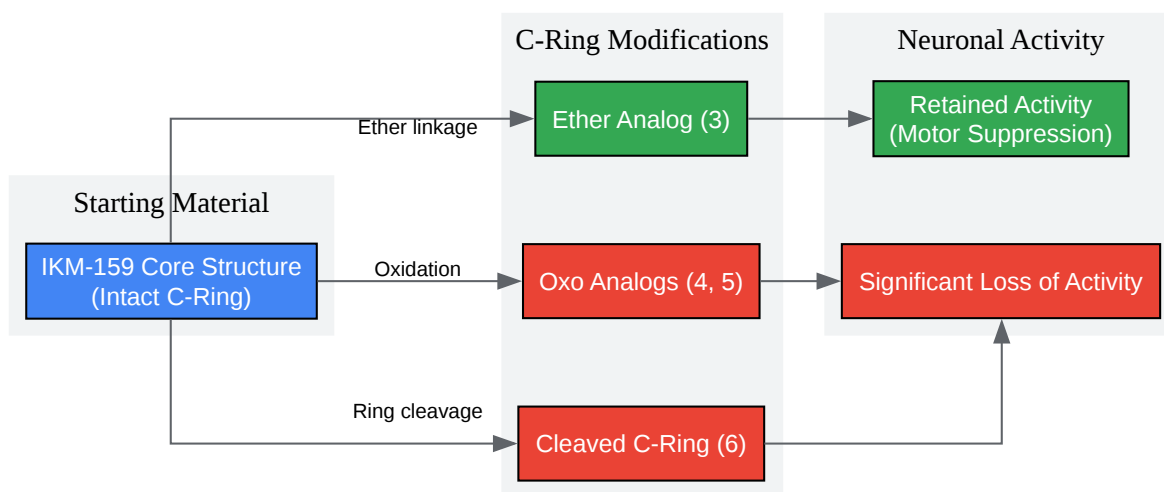 C-Ring Modifications
Neuronal Activity
Ether linkage
Ether Analog (3)
Retained Activity
(Motor Suppression)
Starting Material
IKM-159 Core Structure
(Intact C-Ring)
Oxidation
Oxo Analogs (4, 5)
Significant Loss of Activity
Ring cleavage
Cleaved C-Ring (6)